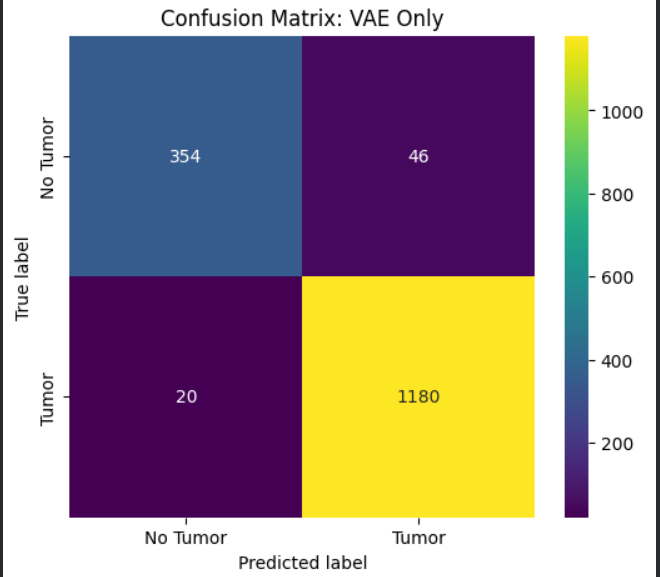 Confusion Matrix: VAE Only
True label
No Tumor
354
46
Tumor
20
1180
No Tumor
Tumor
Predicted label
1000
800
600
400
200